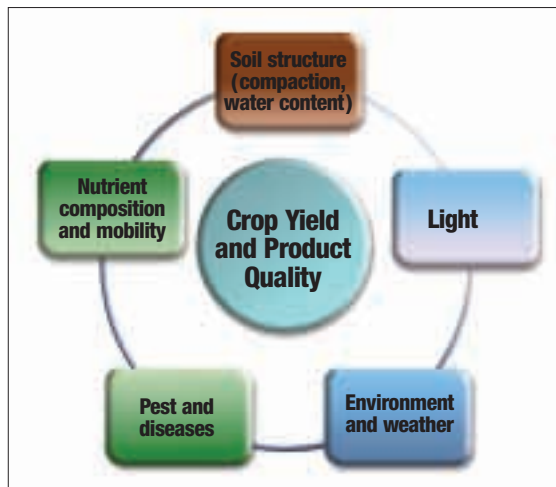 Soil structure
(compaction,
water content)
Nutrient
composition
and mobility
Crop Yield
and Product
Quality
Light
Pest and
diseases
Environment
and weather